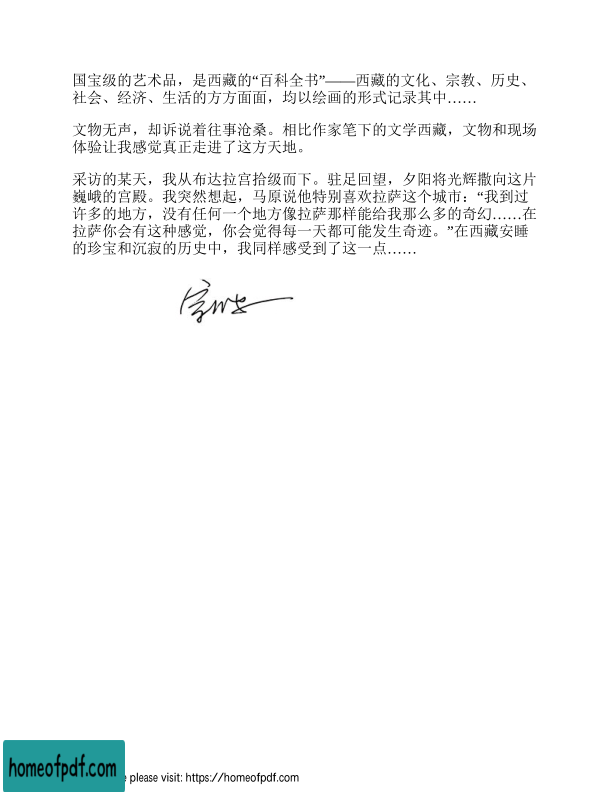 国宝级的艺术品，是西藏的“百科全书”——西藏的文化、宗教、历史、
社会、经济、生活的方方面面，均以绘画的形式记录其中……
文物无声，却诉说着往事沧桑。相比作家笔下的文学西藏，文物和现场
体验让我感觉真正走进了这方天地。
采访的某天，我从布达拉宫拾级而下。驻足回望，夕阳将光辉撒向这片
巍峨的宫殿。我突然想起，马原说他特别喜欢拉萨这个城市：“我到过
许多的地方，没有任何一个地方像拉萨那样能给我那么多的奇幻……在
拉萨你会有这种感觉，你会觉得每一天都可能发生奇迹。”在西藏安睡
的珍宝和沉寂的历史中，我同样感受到了这一点……
homeofpdf.com
e please visit: https://homeofpdf.com